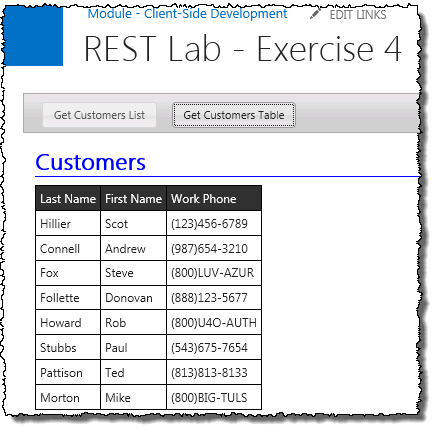 Module - Client-Side Development EDIT LINKS
REST Lab - Exercise 4
Get Customers List Get Customers Table
Customers
Last Name First Name Work Phone
Hillier Scot (123)456-6789
Connell Andrew (987)654-3210
Fox Steve (800)LUV-AZUR
Follette Donovan (888)123-5677
Howard Rob (800)U4O-AUTH
Stubbs Paul (543)675-7654
Pattison Ted (813)813-8133
Morton Mike (800)BIG-TULS